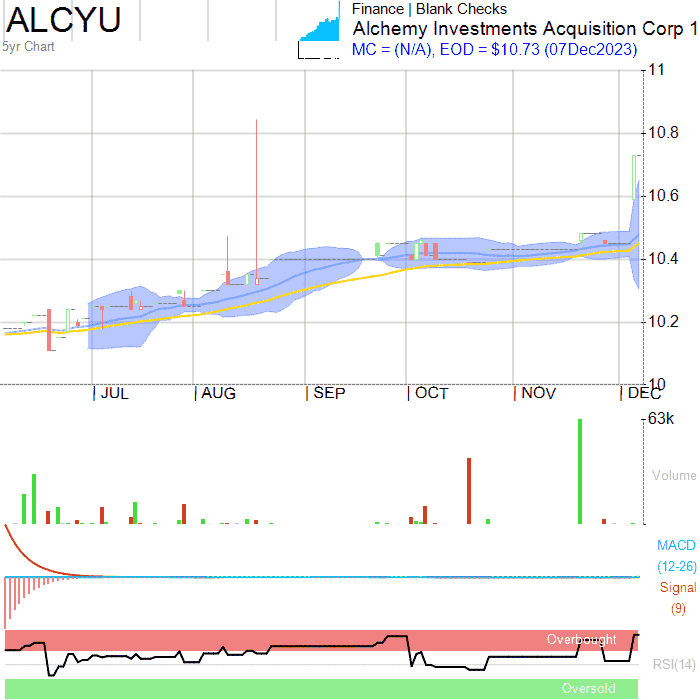 ALCYU
5yr Chart
Finance | Blank Checks
Alchemy Investments Acquisition Corp 1
MC = (N/A), EOD = $10.73 (07Dec2023)
11
10.8
10.6
10.4
10.2
10
JUL AUG SEP OCT NOV DEC
63k
Volume
MACD
(12-26)
Signal
(9)
Overbought
RSI(14)
Oversold